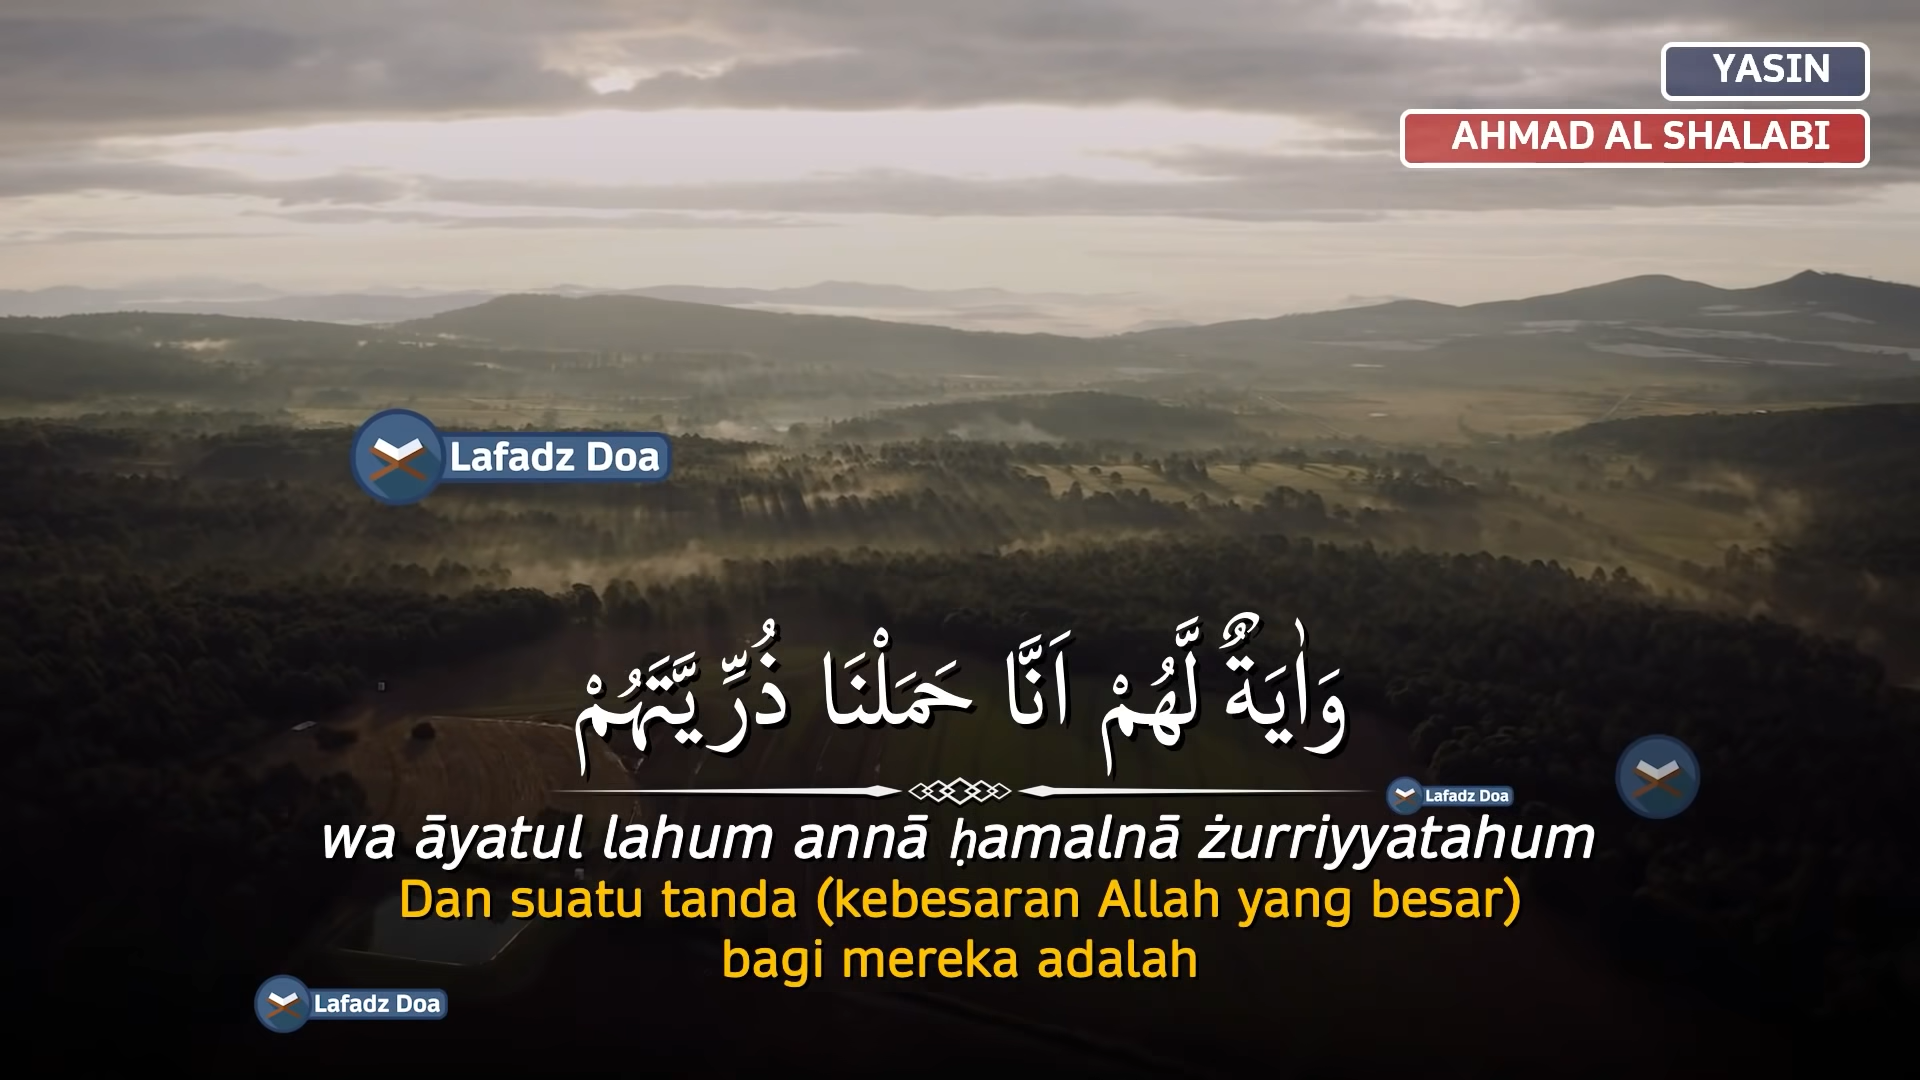 YASIN
AHMAD AL SHALABI
Lafadz Doa
وَاٰيَةٌ لَّهُمْ اَنَّا حَمَلْنَا ذُرِّيَّتَهُمْ
Lafadz Doa
wa āyatul lahum annā ḥamalnā żurriyyatahum
Dan suatu tanda (kebesaran Allah yang besar)
bagi mereka adalah
Lafadz Doa